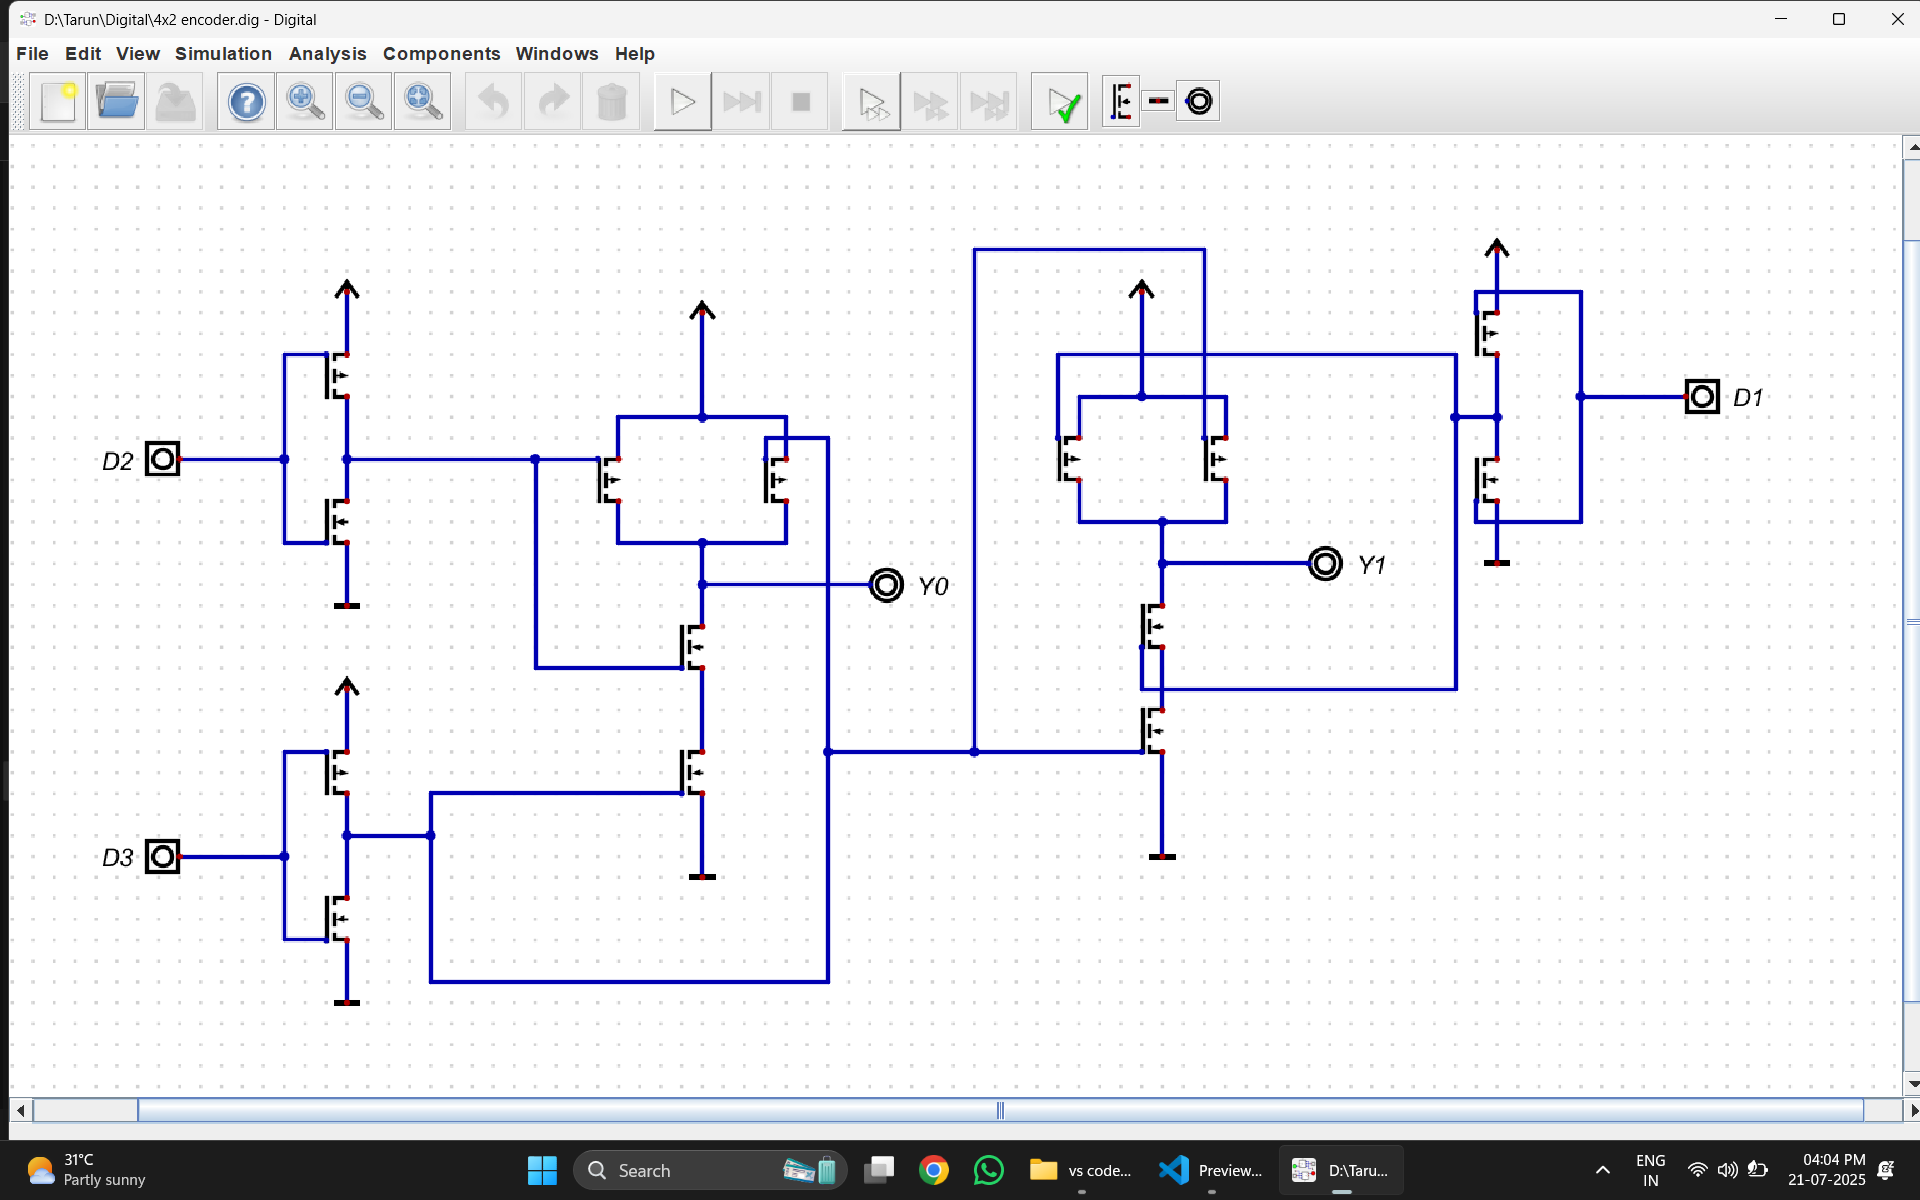 D:\Tarun\Digital\4x2 encoder.dig - Digital
File Edit View Simulation Analysis Components Windows Help
D2
D3
Y0
Y1
D1
31°C
Partly sunny
Search
vs code...
Preview...
D:\Taru...
ENG
IN
04:04 PM
21-07-2025